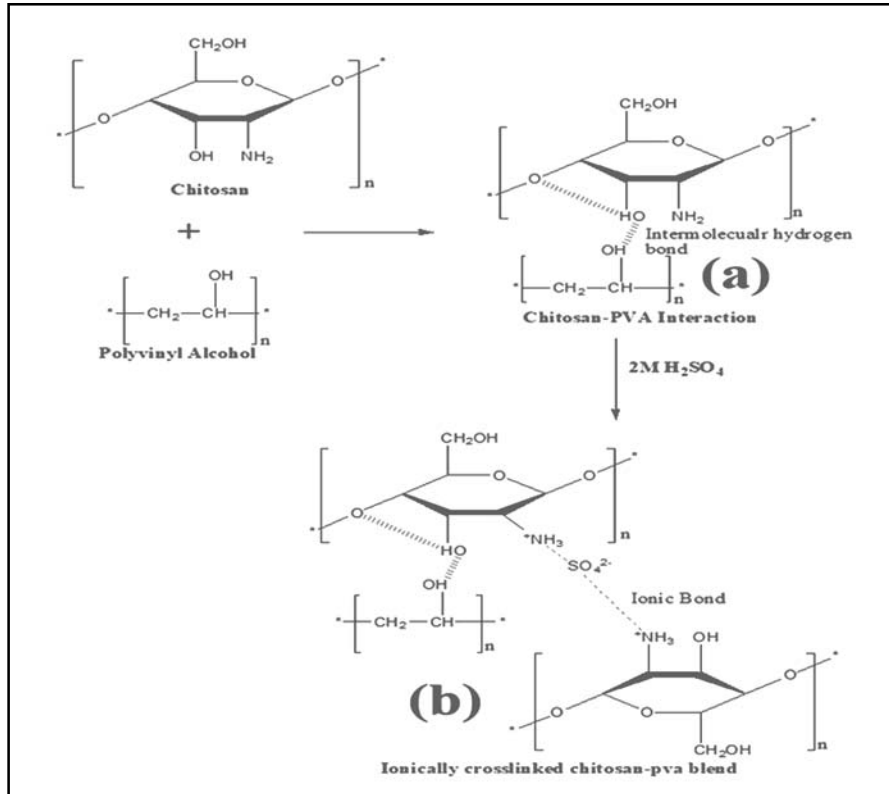 CH₂OH
O
O
O
OH
NH₂
n
Chitosan
+
OH
CH₂
CH
n
Polyvinyl Alcohol
CH₂OH
O
O
O
HO
NH₂
n
Intermolecualr hydrogen
bond
OH
CH₂
CH
n
(a)
Chitosan-PVA Interaction
2M H₂SO₄
CH₂OH
O
O
O
HO
⁺NH₃
n
SO₄²⁻
OH
CH₂
CH
n
Ionic Bond
⁺NH₃
OH
O
O
O
CH₂OH
n
(b)
Ionically crosslinked chitosan-pva blend